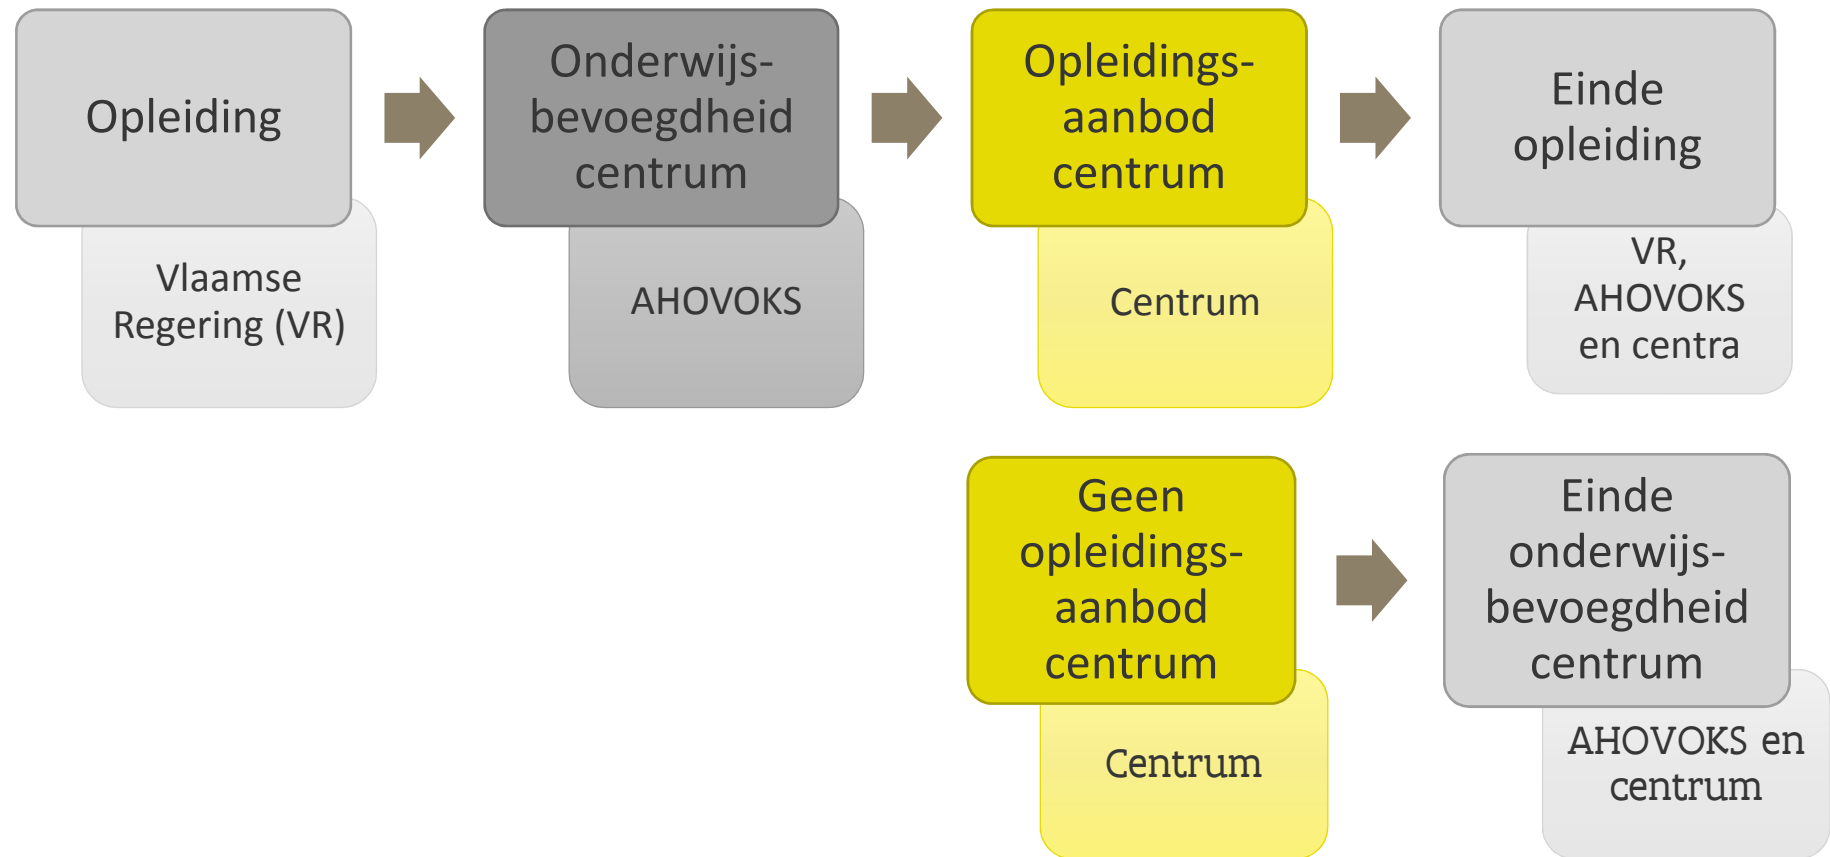 Opleiding
Vlaamse
Regering (VR)
Onderwijs-
bevoegdheid
centrum
AHOVOKS
Opleidings-
aanbod
centrum
Centrum
Einde
opleiding
VR,
AHOVOKS
en centra
Geen
opleidings-
aanbod
centrum
Centrum
Einde
onderwijs-
bevoegdheid
centrum
AHOVOKS en
centrum